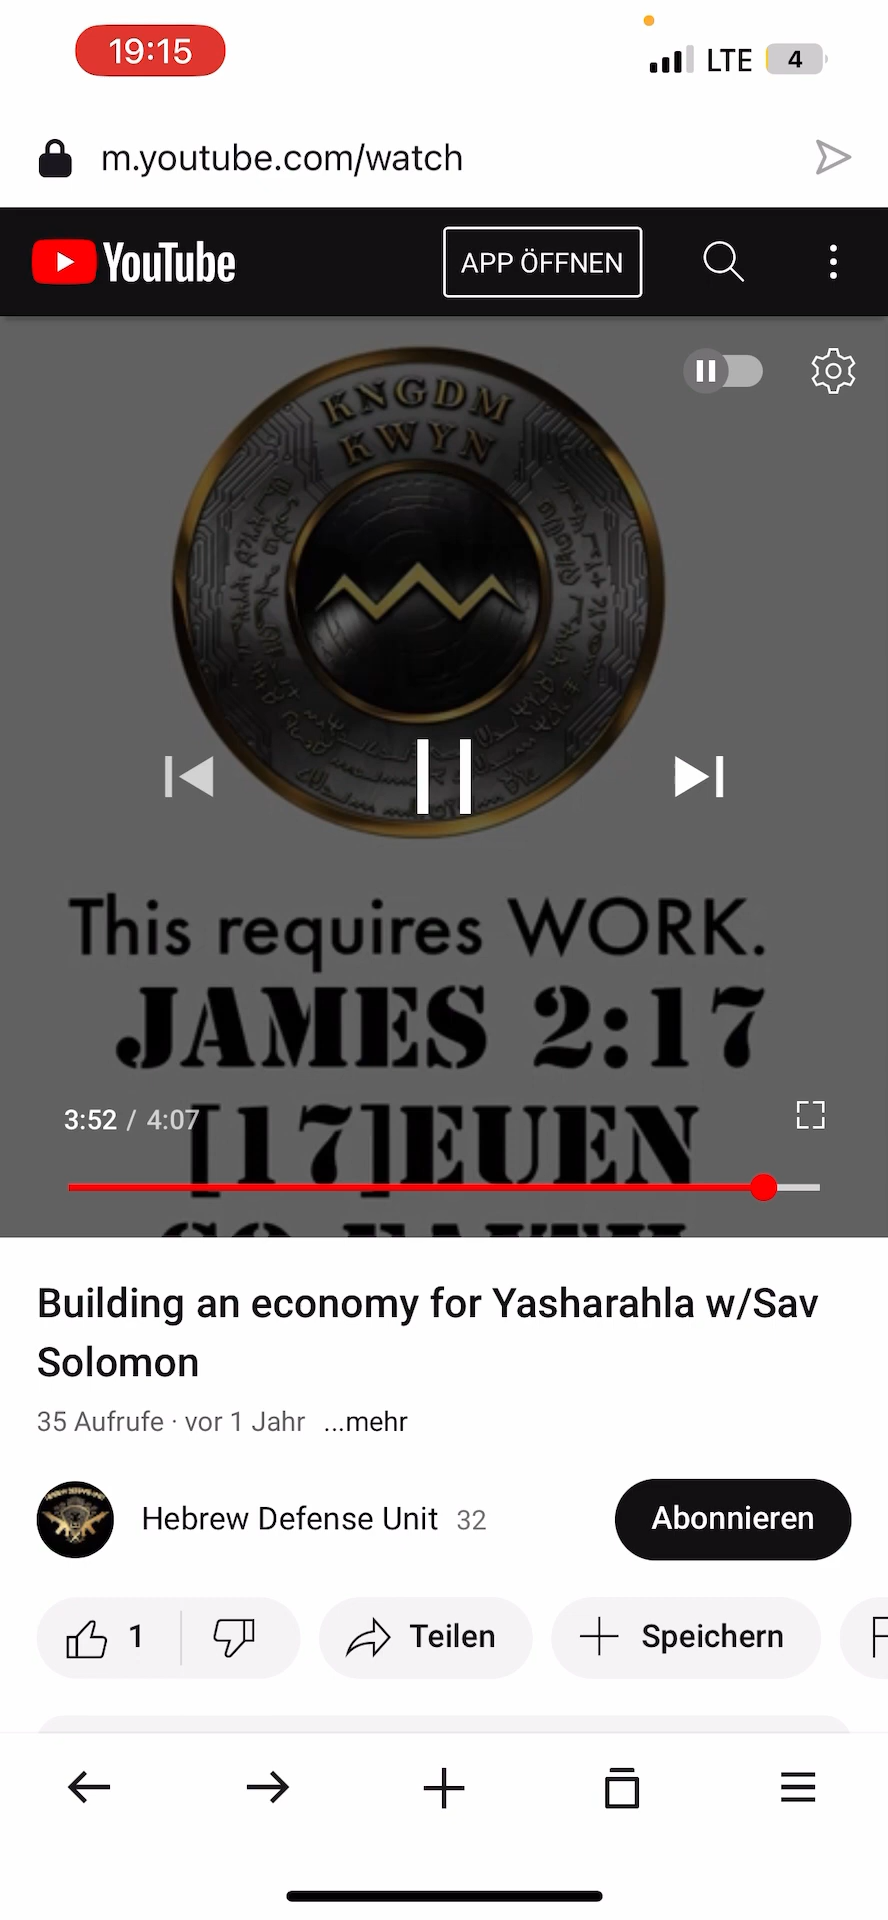 19:15
LTE 4
m.youtube.com/watch
YouTube
APP ÖFFNEN
KNGDM
KWYN
This requires WORK.
JAMES 2:17
3:52 / 4:07
[17]EUEN
SO FAITH
Building an economy for Yasharahla w/Sav
Solomon
35 Aufrufe · vor 1 Jahr ...mehr
Hebrew Defense Unit 32
Abonnieren
1
Teilen
Speichern